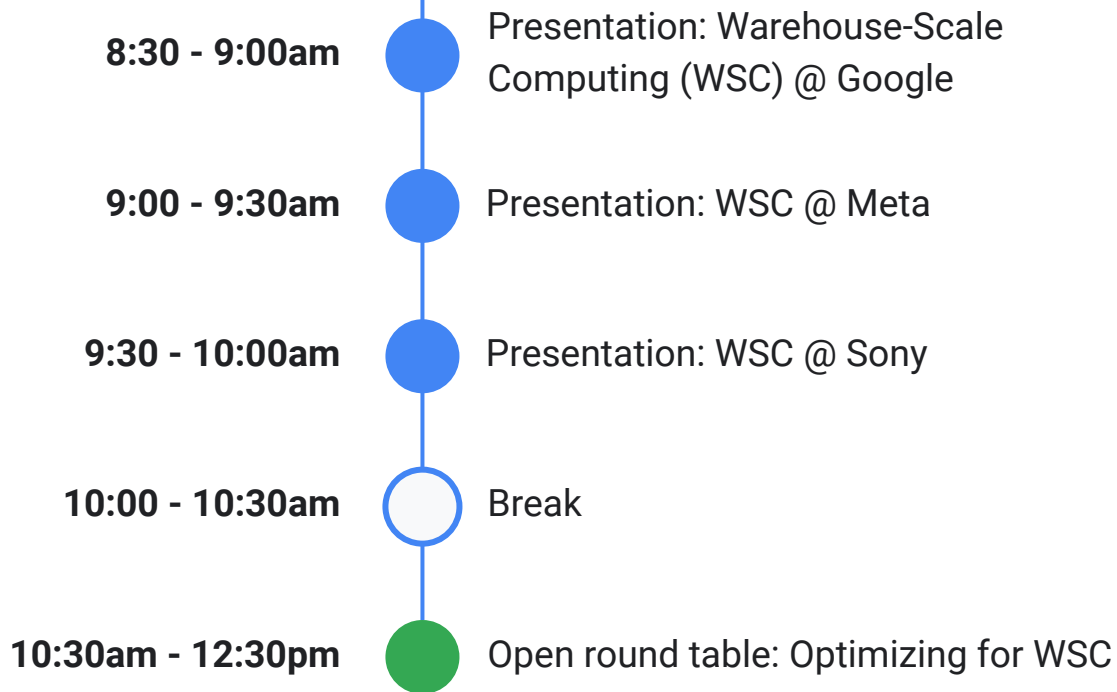 8:30 - 9:00am
Presentation: Warehouse-Scale
Computing (WSC) @ Google
9:00 - 9:30am
Presentation: WSC @ Meta
9:30 - 10:00am
Presentation: WSC @ Sony
10:00 - 10:30am
Break
10:30am - 12:30pm
Open round table: Optimizing for WSC